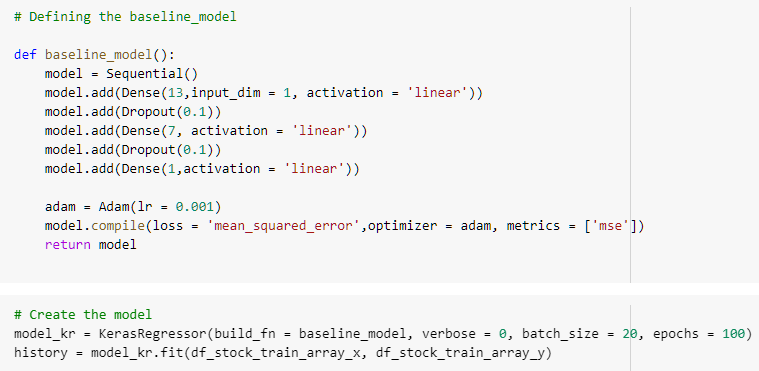 # Defining the baseline_model
def baseline_model():
model = Sequential()
model.add(Dense(13,input_dim = 1, activation = 'linear'))
model.add(Dropout(0.1))
model.add(Dense(7, activation = 'linear'))
model.add(Dropout(0.1))
model.add(Dense(1,activation = 'linear'))
adam = Adam(lr = 0.001)
model.compile(loss = 'mean_squared_error',optimizer = adam, metrics = ['mse'])
return model
# Create the model
model_kr = KerasRegressor(build_fn = baseline_model, verbose = 0, batch_size = 20, epochs = 100)
history = model_kr.fit(df_stock_train_array_x, df_stock_train_array_y)